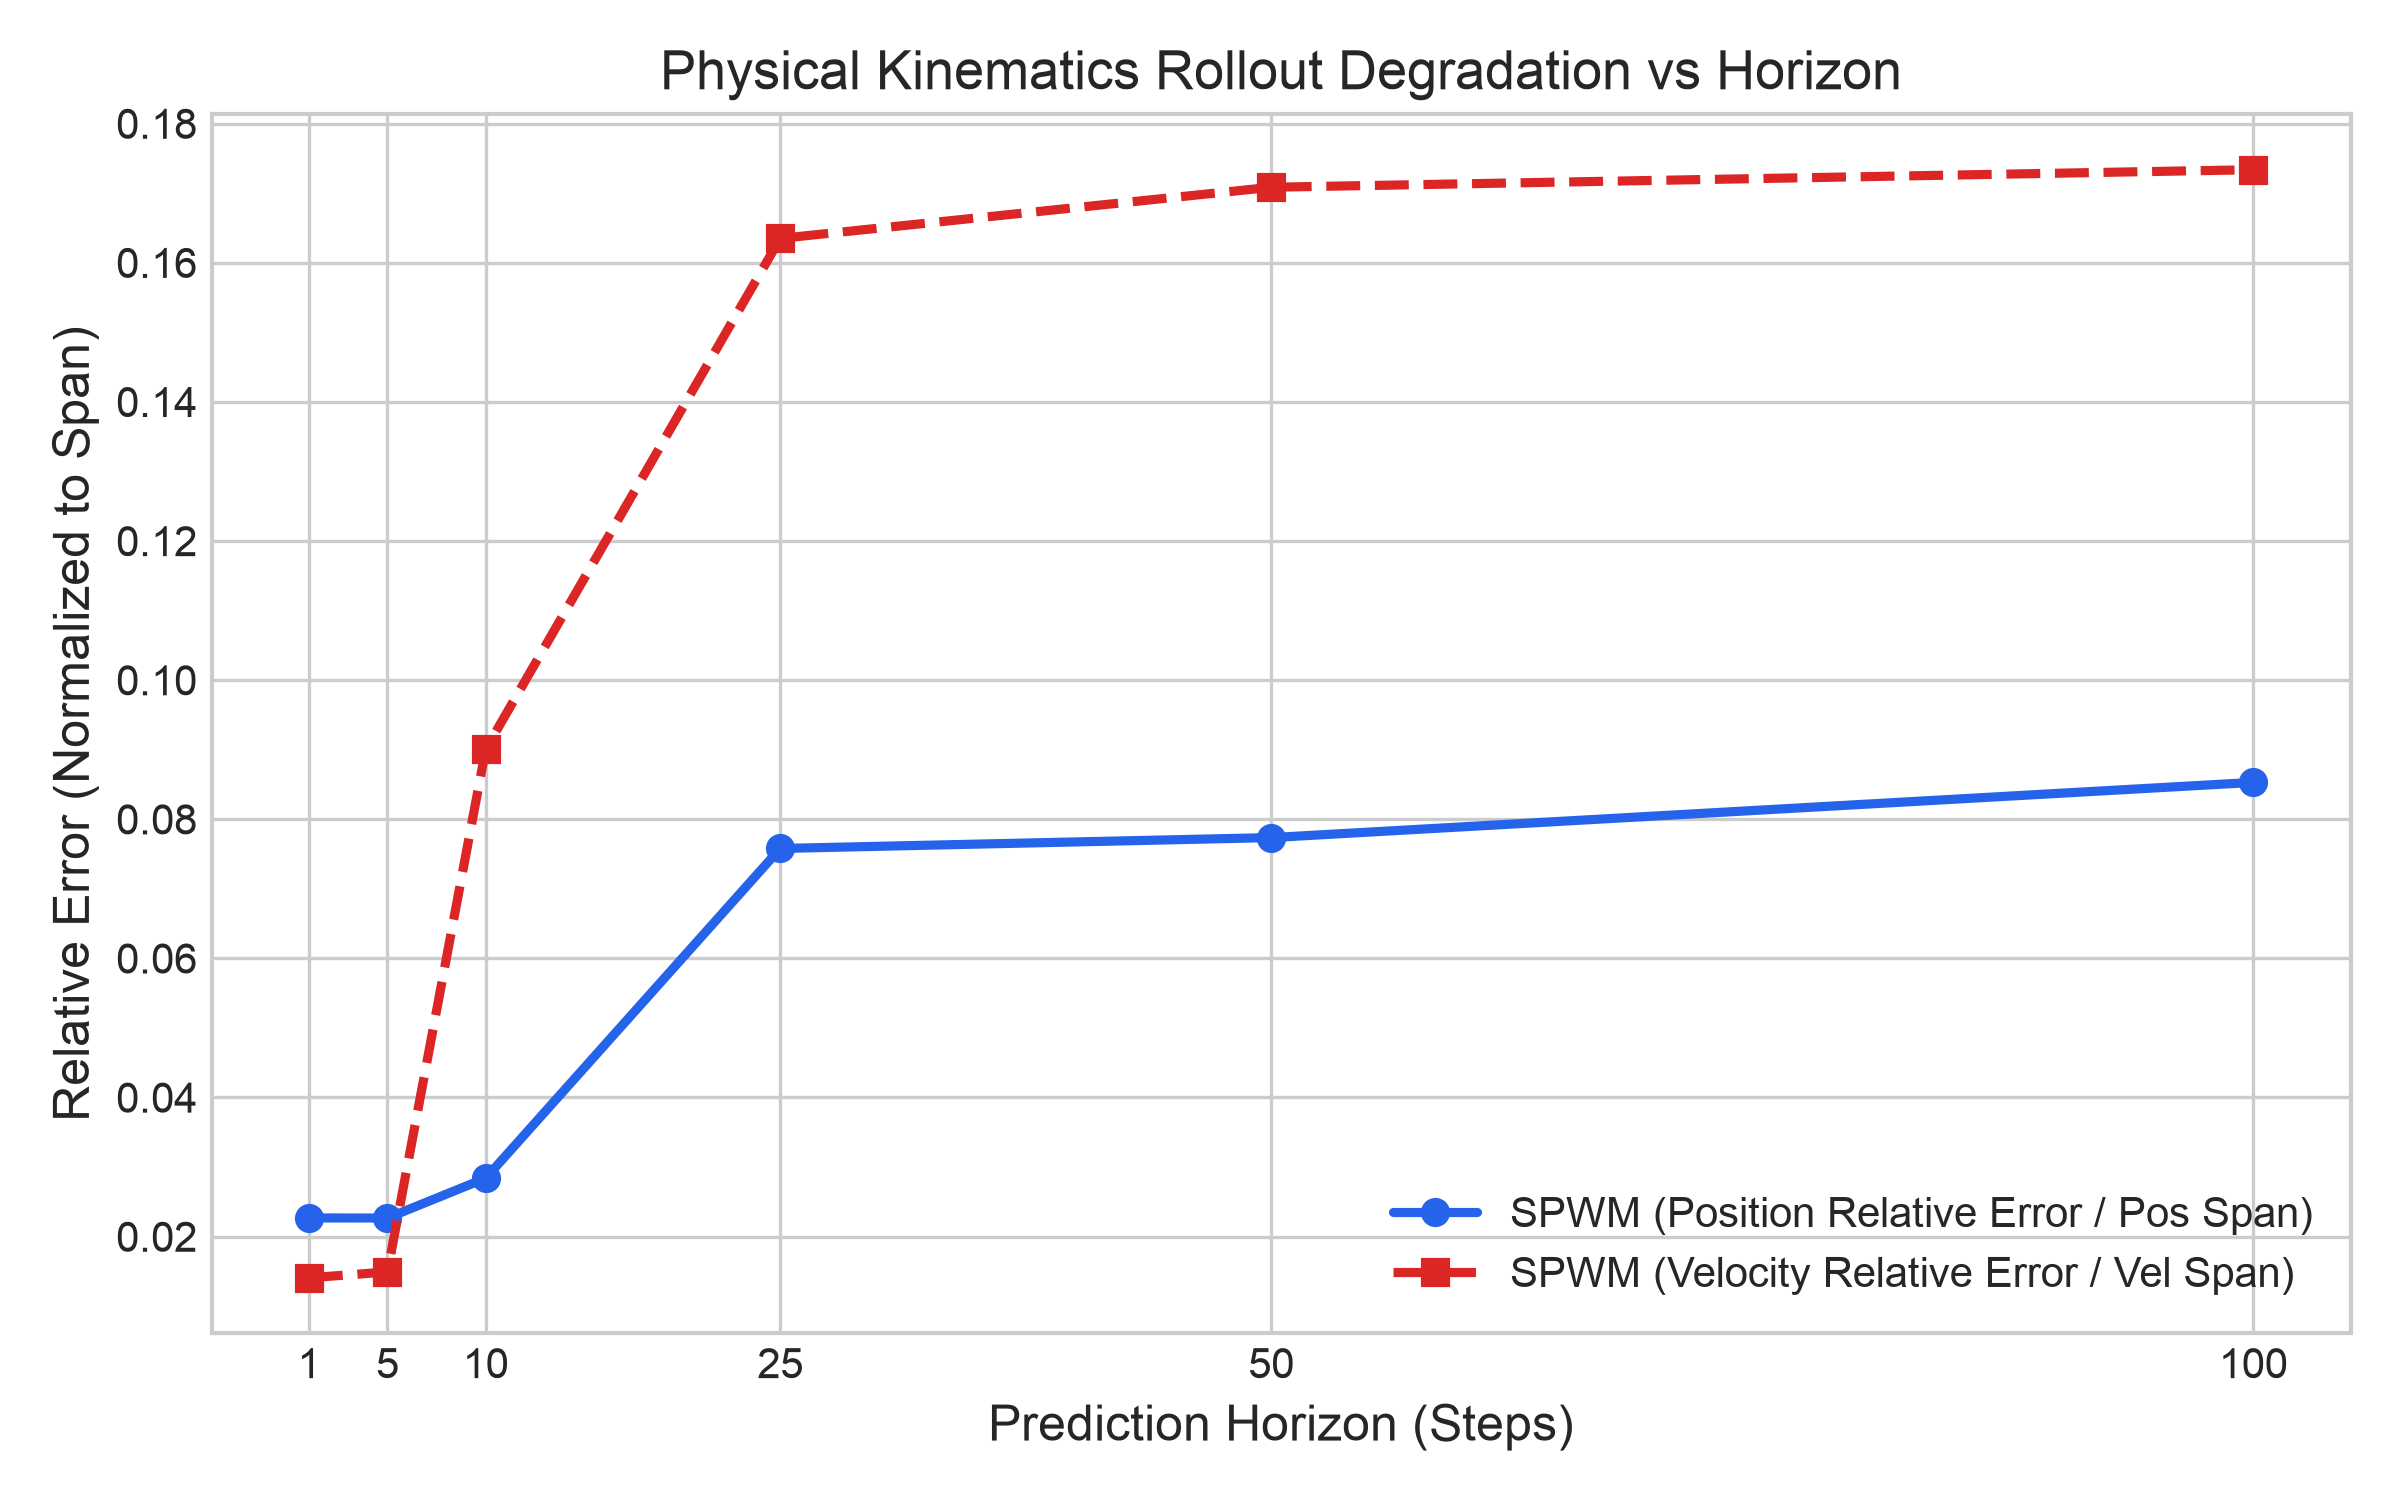 Physical Kinematics Rollout Degradation vs Horizon
Relative Error (Normalized to Span)
0.18
0.16
0.14
0.12
0.10
0.08
0.06
0.04
0.02
SPWM (Position Relative Error / Pos Span)
SPWM (Velocity Relative Error / Vel Span)
1 5 10 25 50 100
Prediction Horizon (Steps)